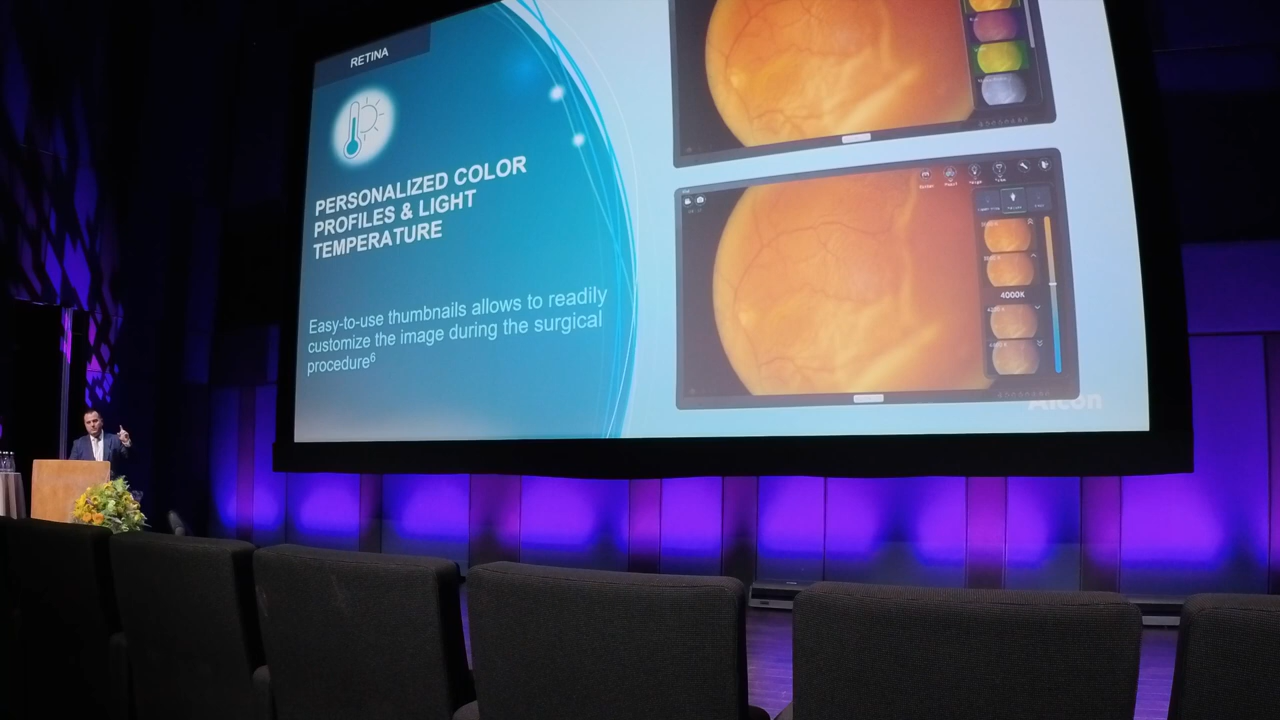 RETINA
PERSONALIZED COLOR
PROFILES & LIGHT
TEMPERATURE
Easy-to-use thumbnails allows to readily
customize the image during the surgical
procedure6
4000K
Alcon